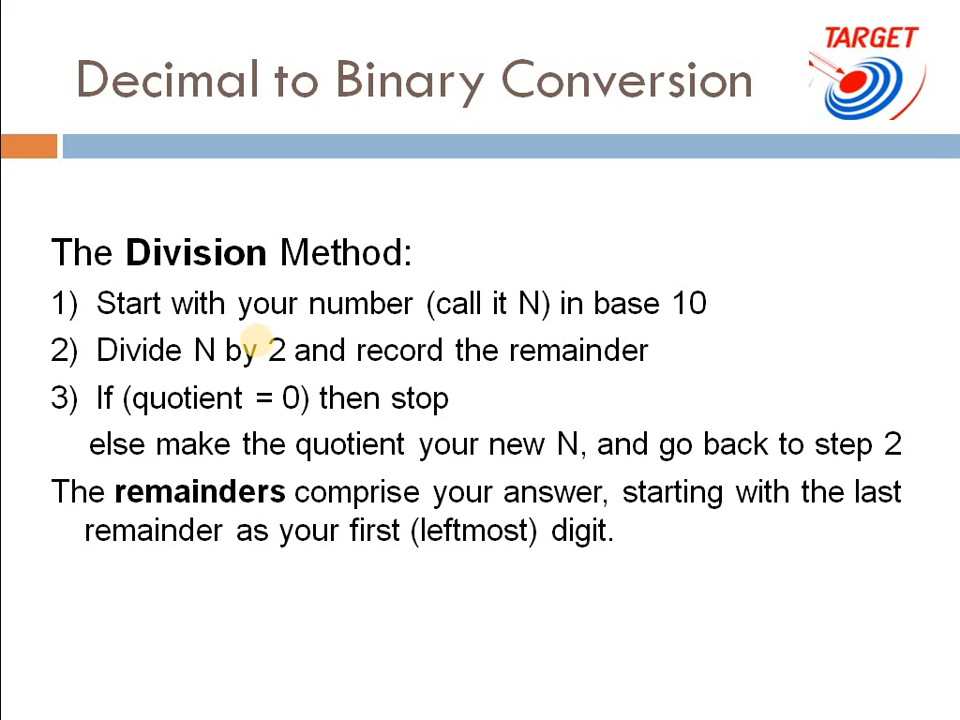 Decimal to Binary Conversion
TARGET
The Division Method:
1) Start with your number (call it N) in base 10
2) Divide N by 2 and record the remainder
3) If (quotient = 0) then stop
else make the quotient your new N, and go back to step 2
The remainders comprise your answer, starting with the last
remainder as your first (leftmost) digit.